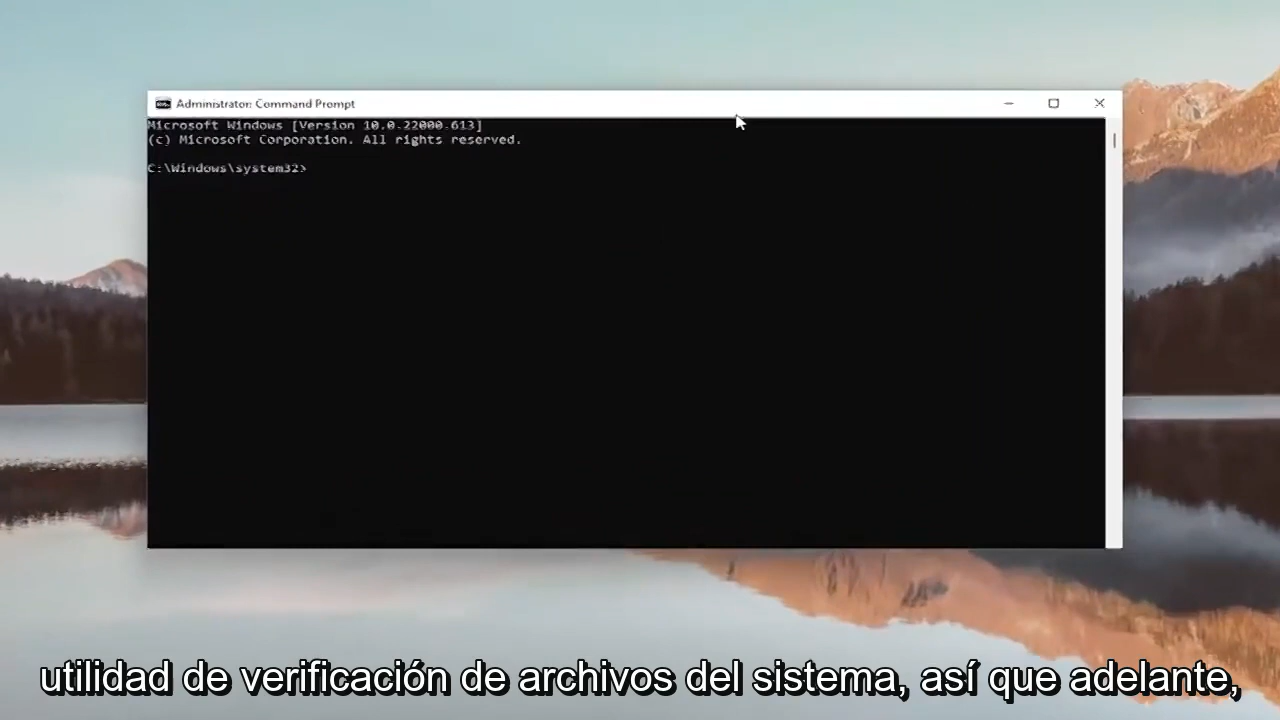 Administrator: Command Prompt
Microsoft Windows [Version 10.0.22000.613]
(c) Microsoft Corporation. All rights reserved.
C:\Windows\system32>
utilidad de verificación de archivos del sistema, así que adelante,